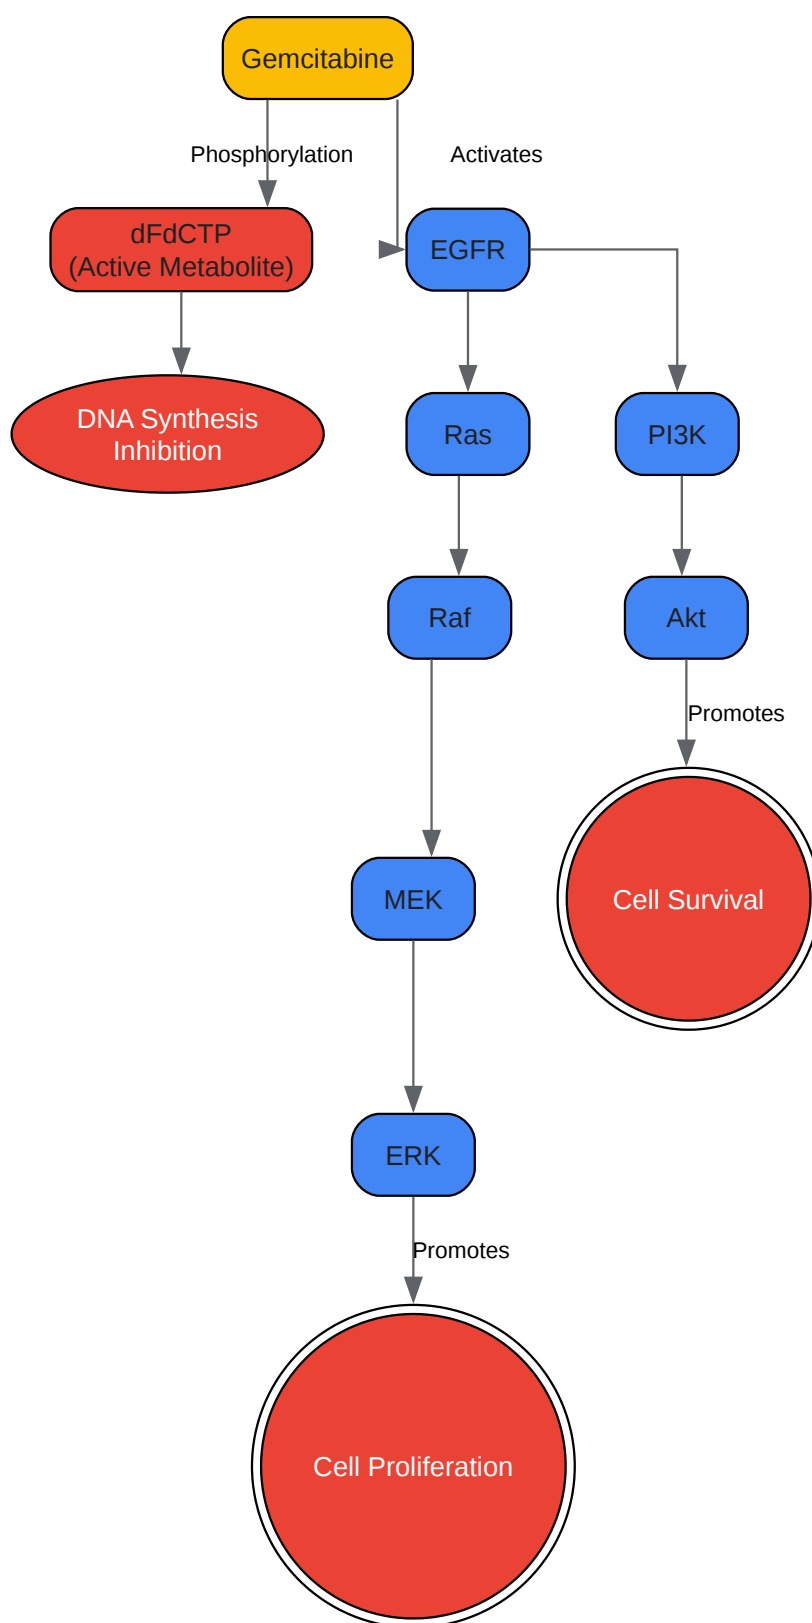 Gemcitabine
Phosphorylation
Activates
dFdCTP
(Active Metabolite)
EGFR
DNA Synthesis
Inhibition
Ras
PI3K
Raf
Akt
Promotes
MEK
Cell Survival
ERK
Promotes
Cell Proliferation